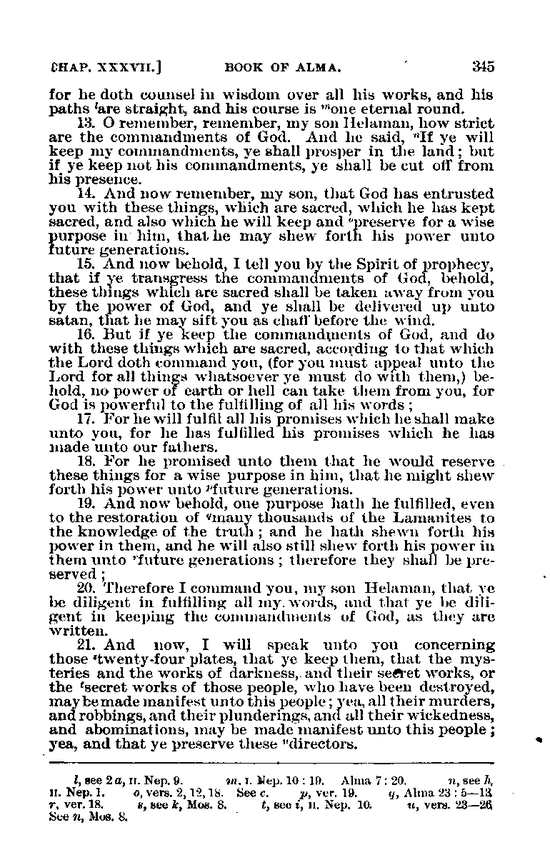 CHAP. XXXVII.] BOOK OF ALMA. 345
for he doth counsel in wisdom over all his works, and his
paths ˡare straight, and his course is ᵐone eternal round.
13. O remember, remember, my son Helaman, how strict
are the commandments of God. And he said, ⁿIf ye will
keep my commandments, ye shall prosper in the land; but
if ye keep not his commandments, ye shall be cut off from
his presence.
14. And now remember, my son, that God has entrusted
you with these things, which are sacred, which he has kept
sacred, and also which he will keep and ᵒpreserve for a wise
purpose in him, that he may shew forth his power unto
future generations.
15. And now behold, I tell you by the Spirit of prophecy,
that if ye transgress the commandments of God, behold,
these things which are sacred shall be taken away from you
by the power of God, and ye shall be delivered up unto
satan, that he may sift you as chaff before the wind.
16. But if ye keep the commandments of God, and do
with these things which are sacred, according to that which
the Lord doth command you, (for you must appeal unto the
Lord for all things whatsoever ye must do with them,) be-
hold, no power of earth or hell can take them from you, for
God is powerful to the fulfilling of all his words;
17. For he will fulfil all his promises which he shall make
unto you, for he has fulfilled his promises which he has
made unto our fathers.
18. For he promised unto them that he would reserve
these things for a wise purpose in him, that he might shew
forth his power unto ᵖfuture generations.
19. And now behold, one purpose hath he fulfilled, even
to the restoration of ᑫmany thousands of the Lamanites to
the knowledge of the truth; and he hath shewn forth his
power in them, and he will also still shew forth his power in
them unto ʳfuture generations; therefore they shall be pre-
served;
20. Therefore I command you, my son Helaman, that ye
be diligent in fulfilling all my words, and that ye be dili-
gent in keeping the commandments of God, as they are
written.
21. And now, I will speak unto you concerning
those ˢtwenty-four plates, that ye keep them, that the mys-
teries and the works of darkness, and their secret works, or
the ᵗsecret works of those people, who have been destroyed,
may be made manifest unto this people; yea, all their murders,
and robbings, and their plunderings, and all their wickedness,
and abominations, may be made manifest unto this people;
yea, and that ye preserve these ᵘdirectors.
l, see 2 a, II. Nep. 9. m, I. Nep. 10 : 19. Alma 7 : 20. n, see h,
II. Nep. 1. o, vers. 2, 12, 18. See c. p, ver. 19. q, Alma 23 : 5—13.
r, ver. 18. s, see k, Mos. 8. t, see i, II. Nep. 10. u, vers. 23—26.
See n, Mos. 8.